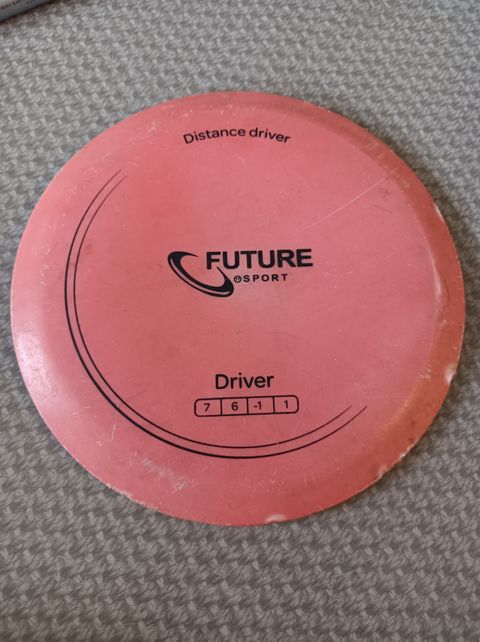 Distance driver
FUTURE
SPORT
Driver
7 6 -1 1